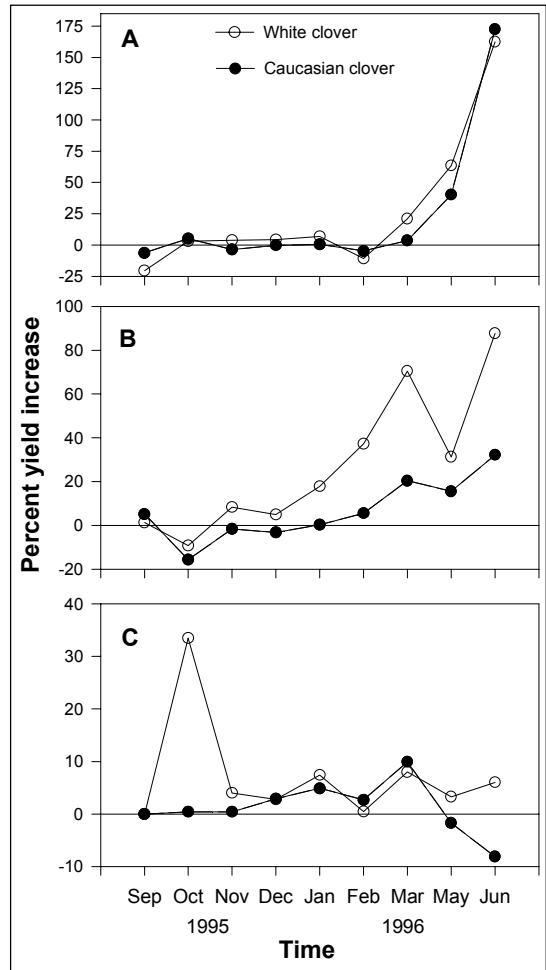 A
White clover
Caucasian clover
175
150
125
100
75
50
25
0
-25
B
100
80
60
40
20
0
-20
Percent yield increase
C
40
30
20
10
0
-10
Sep Oct Nov Dec Jan Feb Mar May Jun
1995 1996
Time